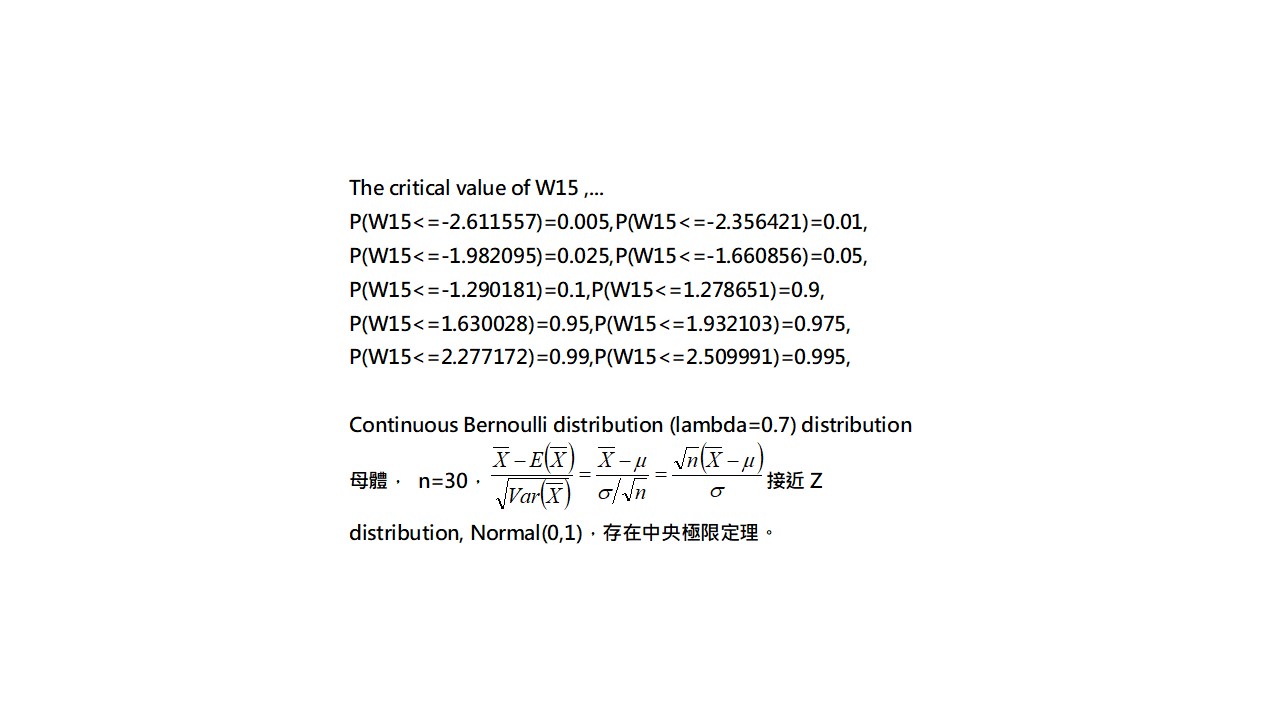 The critical value of W15 ,...
P(W15<=-2.611557)=0.005,P(W15<=-2.356421)=0.01,
P(W15<=-1.982095)=0.025,P(W15<=-1.660856)=0.05,
P(W15<=-1.290181)=0.1,P(W15<=1.278651)=0.9,
P(W15<=1.630028)=0.95,P(W15<=1.932103)=0.975,
P(W15<=2.277172)=0.99,P(W15<=2.509991)=0.995,
Continuous Bernoulli distribution (lambda=0.7) distribution
母體， n=30，\frac{\overline{X}-E(\overline{X})}{\sqrt{Var(\overline{X})}}=\frac{\overline{X}-μ}{σ/\sqrt{n}}=\frac{\sqrt{n}(\overline{X}-μ)}{σ}接近 Z
distribution, Normal(0,1)，存在中央極限定理。